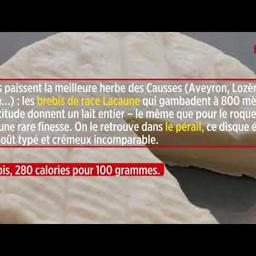 s paissent la meilleure herbe des Causses (Aveyron, Lozèr
...) : les brebis de race Lacaune qui gambadent à 800 mè
titude donnent un lait entier – le même que pour le roque
une rare finesse. On le retrouve dans le pérail, ce disque é
oût typé et crémeux incomparable.
bis, 280 calories pour 100 grammes.